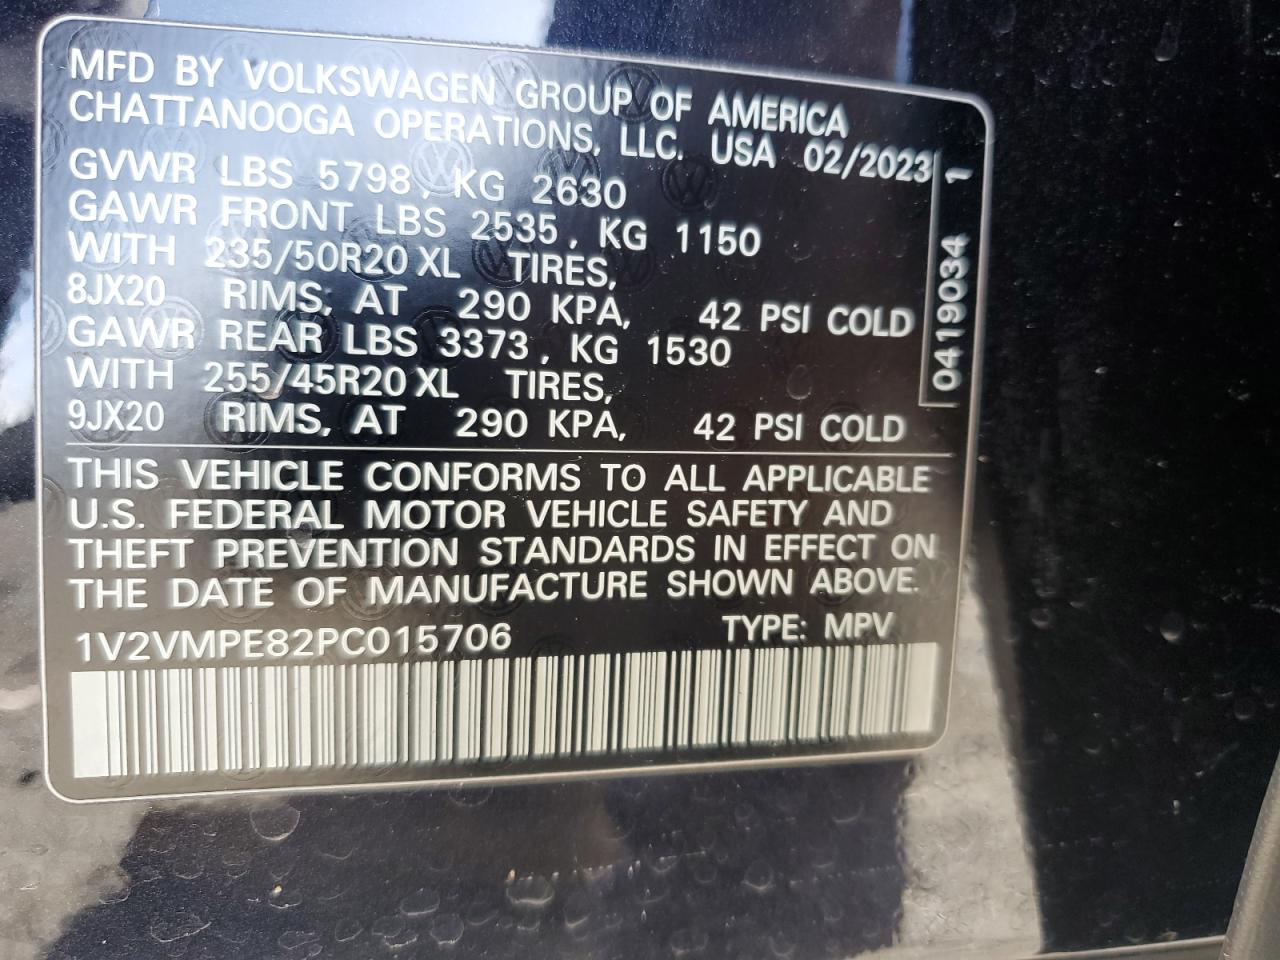 MFD BY VOLKSWAGEN GROUP OF AMERICA
CHATTANOOGA OPERATIONS, LLC. USA 02/2023
GVWR LBS 5798, KG 2630
GAWR FRONT LBS 2535, KG 1150
WITH 235/50R20 XL TIRES,
8JX20 RIMS, AT 290 KPA, 42 PSI COLD
GAWR REAR LBS 3373, KG 1530
WITH 255/45R20 XL TIRES,
9JX20 RIMS, AT 290 KPA, 42 PSI COLD
0419034 1
THIS VEHICLE CONFORMS TO ALL APPLICABLE
U.S. FEDERAL MOTOR VEHICLE SAFETY AND
THEFT PREVENTION STANDARDS IN EFFECT ON
THE DATE OF MANUFACTURE SHOWN ABOVE.
1V2VMPE82PC015706 TYPE: MPV